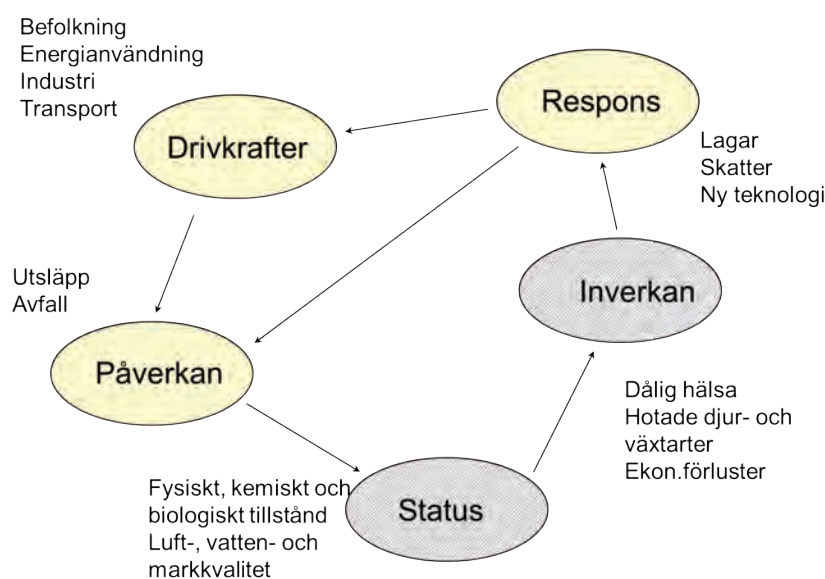 Befolkning
Energianvändning
Industri
Transport
Drivkrafter
Respons
Lagar
Skatter
Ny teknologi
Utsläpp
Avfall
Inverkan
Påverkan
Dålig hälsa
Hotade djur- och
växtarter
Ekon.förluster
Fysiskt, kemiskt och
biologiskt tillstånd
Luft-, vatten- och
markkvalitet
Status